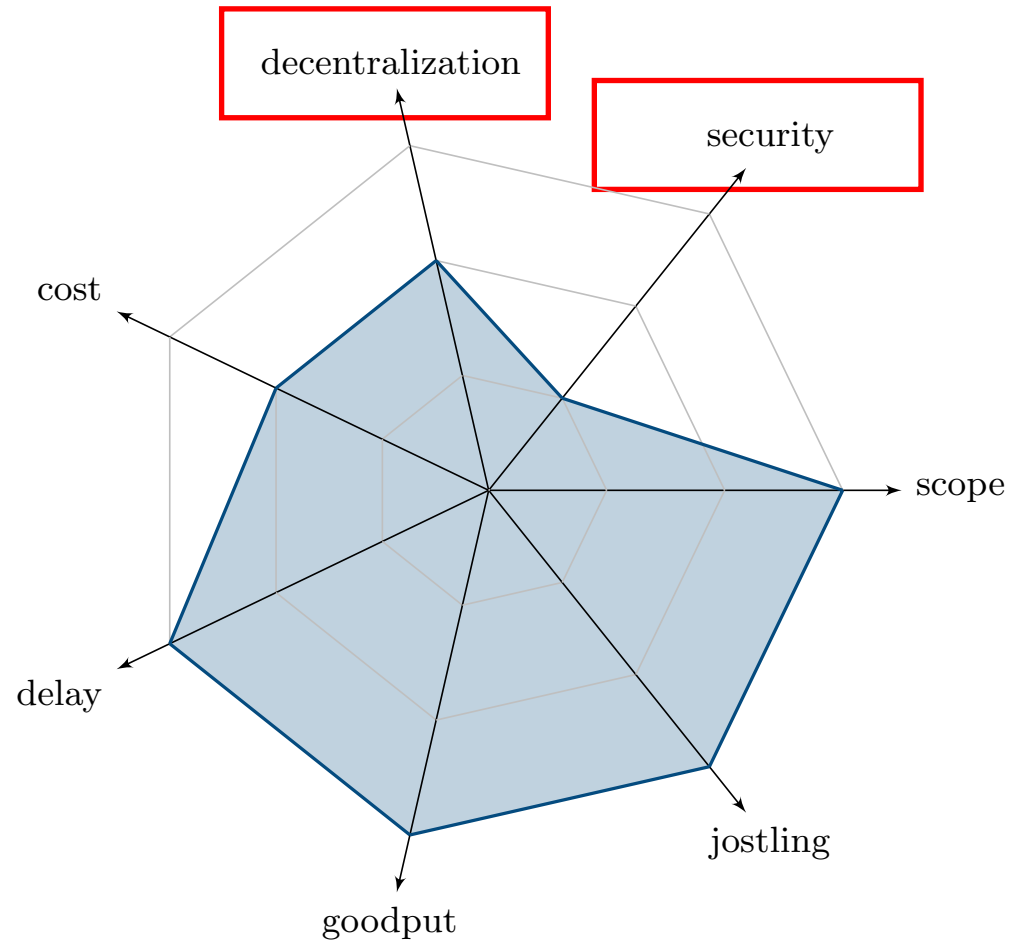 decentralization
security
cost
scope
delay
jostling
goodput